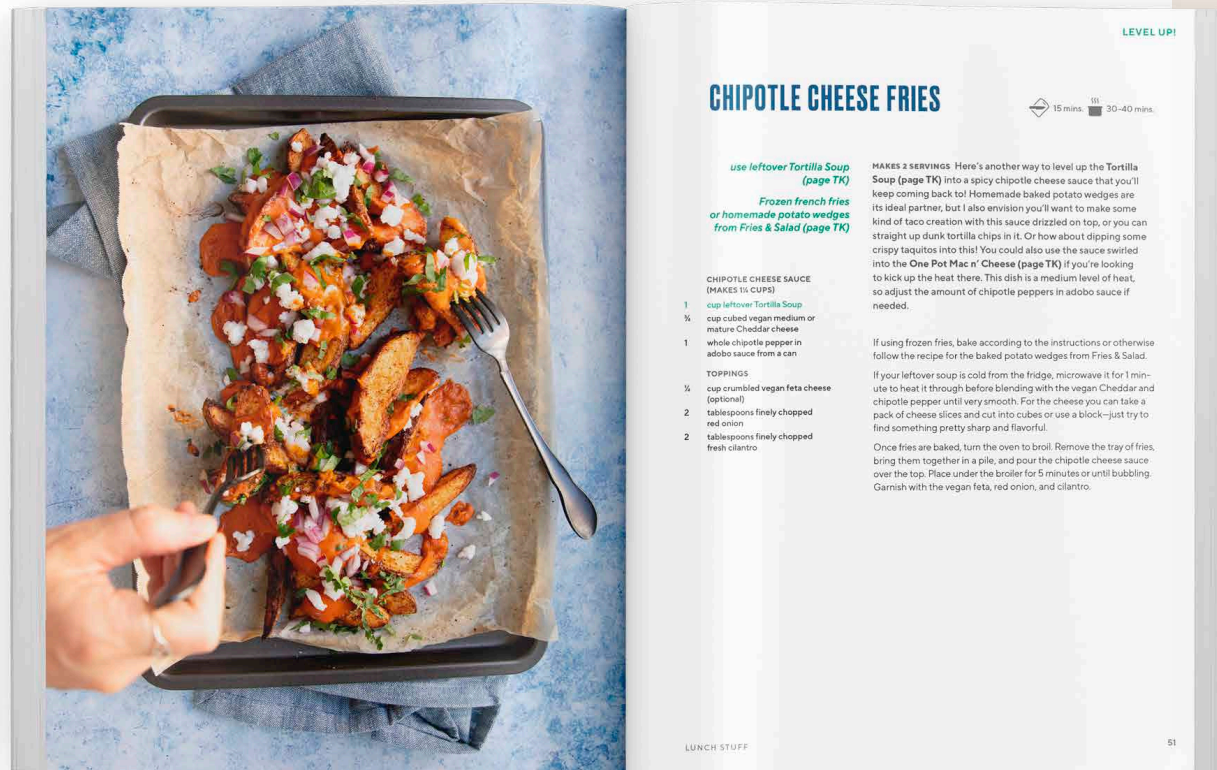 LEVEL UP!
CHIPOTLE CHEESE FRIES
15 mins.
30–40 mins.
use leftover Tortilla Soup
(page TK)
Frozen french fries
or homemade potato wedges
from Fries & Salad (page TK)
CHIPOTLE CHEESE SAUCE
(MAKES 1¼ CUPS)
1 cup leftover Tortilla Soup
¾ cup cubed vegan medium or
mature Cheddar cheese
1 whole chipotle pepper in
adobo sauce from a can
TOPPINGS
¼ cup crumbled vegan feta cheese
(optional)
2 tablespoons finely chopped
red onion
2 tablespoons finely chopped
fresh cilantro
MAKES 2 SERVINGS Here's another way to level up the Tortilla
Soup (page TK) into a spicy chipotle cheese sauce that you'll
keep coming back to! Homemade baked potato wedges are
its ideal partner, but I also envision you'll want to make some
kind of taco creation with this sauce drizzled on top, or you can
straight up dunk tortilla chips in it. Or how about dipping some
crispy taquitos into this! You could also use the sauce swirled
into the One Pot Mac n' Cheese (page TK) if you're looking
to kick up the heat there. This dish is a medium level of heat,
so adjust the amount of chipotle peppers in adobo sauce if
needed.
If using frozen fries, bake according to the instructions or otherwise
follow the recipe for the baked potato wedges from Fries & Salad.
If your leftover soup is cold from the fridge, microwave it for 1 min-
ute to heat it through before blending with the vegan Cheddar and
chipotle pepper until very smooth. For the cheese you can take a
pack of cheese slices and cut into cubes or use a block—just try to
find something pretty sharp and flavorful.
Once fries are baked, turn the oven to broil. Remove the tray of fries,
bring them together in a pile, and pour the chipotle cheese sauce
over the top. Place under the broiler for 5 minutes or until bubbling.
Garnish with the vegan feta, red onion, and cilantro.
LUNCH STUFF
51